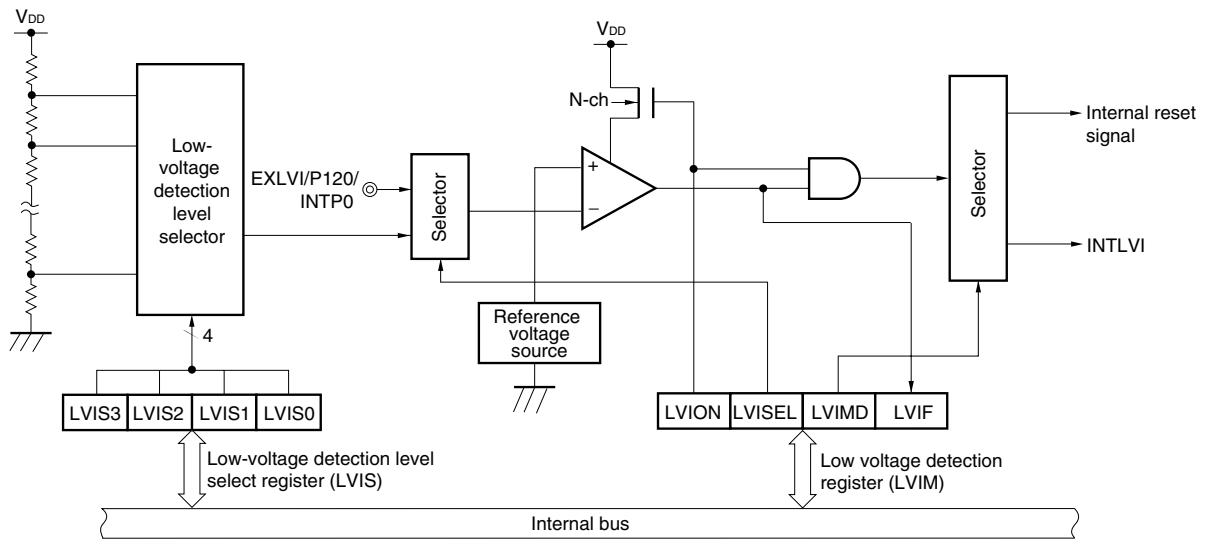 VDD
Low-
voltage
detection
level
selector
EXLVI/P120/
INTP0
Selector
VDD
N-ch
+
−
Reference
voltage
source
Selector
Internal reset
signal
INTLVI
4
LVIS3 LVIS2 LVIS1 LVIS0
LVION LVISEL LVIMD LVIF
Low-voltage detection level
select register (LVIS)
Low voltage detection
register (LVIM)
Internal bus